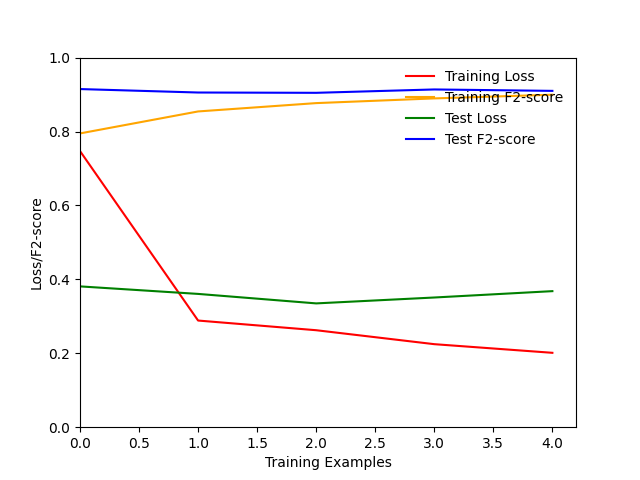 1.0
0.8
0.6
0.4
0.2
0.0
Loss/F2-score
0.0 0.5 1.0 1.5 2.0 2.5 3.0 3.5 4.0
Training Examples
Training Loss
Training F2-score
Test Loss
Test F2-score